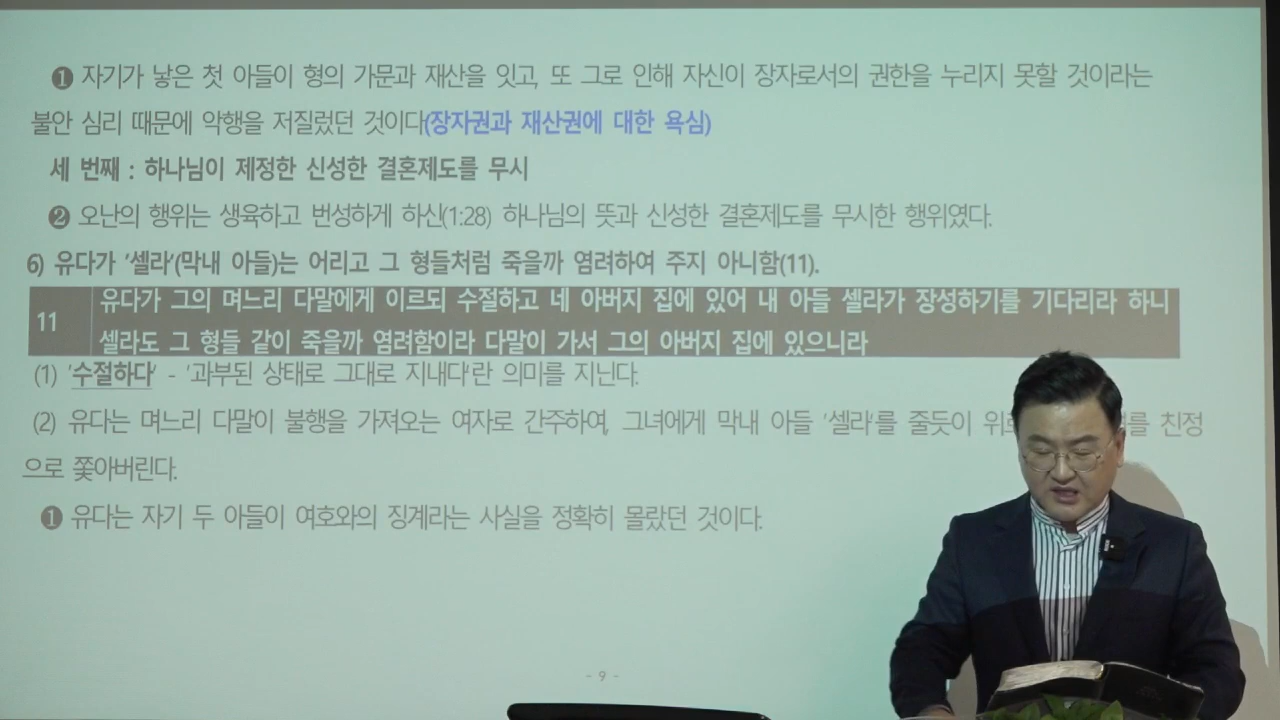 ❶ 자기가 낳은 첫 아들이 형의 가문과 재산을 잇고, 또 그로 인해 자신이 장자로서의 권한을 누리지 못할 것이라는
불안 심리 때문에 악행을 저질렀던 것이다(장자권과 재산권에 대한 욕심)
세 번째 : 하나님이 제정한 신성한 결혼제도를 무시
❷ 오난의 행위는 생육하고 번성하게 하신(1:28) 하나님의 뜻과 신성한 결혼제도를 무시한 행위였다.
6) 유다가 '셀라'(막내 아들)는 어리고 그 형들처럼 죽을까 염려하여 주지 아니함(11).
11 유다가 그의 며느리 다말에게 이르되 수절하고 네 아버지 집에 있어 내 아들 셀라가 장성하기를 기다리라 하니
셀라도 그 형들 같이 죽을까 염려함이라 다말이 가서 그의 아버지 집에 있으니라
(1) '수절하다' - '과부된 상태로 그대로 지내다'란 의미를 지닌다.
(2) 유다는 며느리 다말이 불행을 가져오는 여자로 간주하여, 그녀에게 막내 아들 '셀라'를 줄듯이 친정
으로 쫓아버린다.
❶ 유다는 자기 두 아들이 여호와의 징계라는 사실을 정확히 몰랐던 것이다.
- 9 -